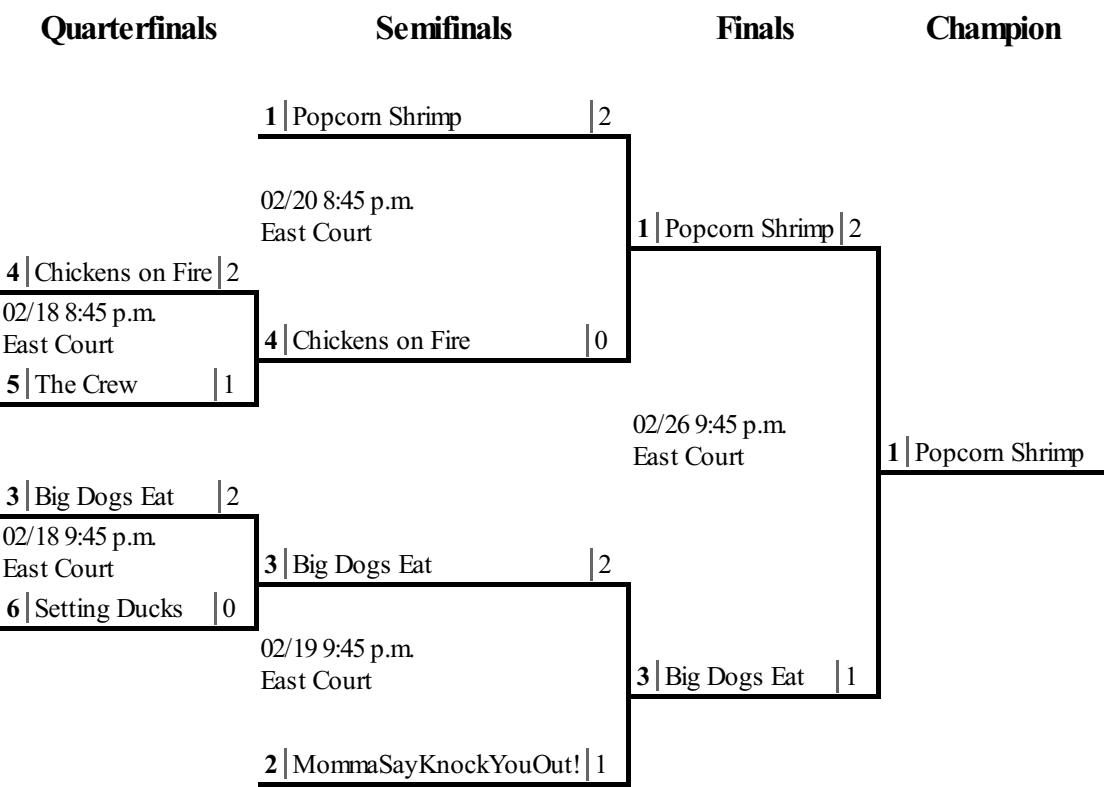 Quarterfinals Semifinals Finals Champion
1 Popcorn Shrimp 2
02/20 8:45 p.m.
East Court
1 Popcorn Shrimp 2
4 Chickens on Fire 2
02/18 8:45 p.m.
East Court
4 Chickens on Fire 0
5 The Crew 1
02/26 9:45 p.m.
East Court
1 Popcorn Shrimp
3 Big Dogs Eat 2
02/18 9:45 p.m.
East Court
3 Big Dogs Eat 2
6 Setting Ducks 0
02/19 9:45 p.m.
East Court
3 Big Dogs Eat 1
2 MommaSayKnockYouOut! 1